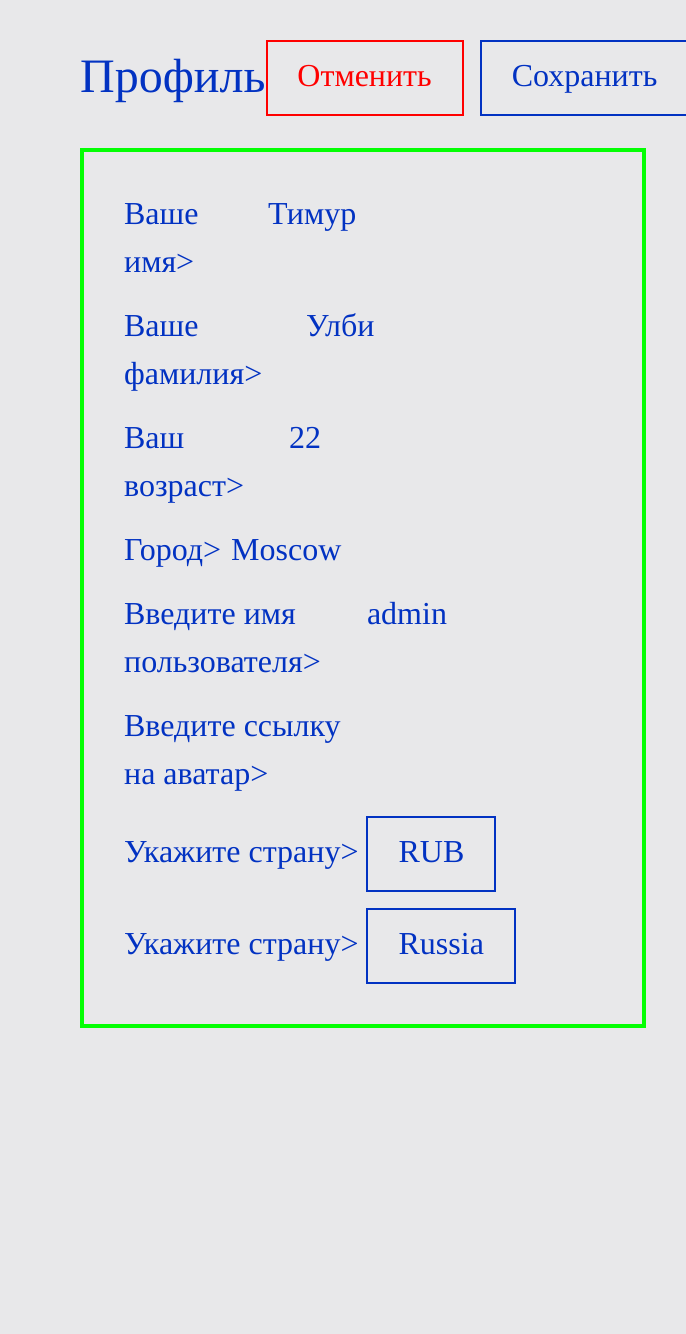 Профиль Отменить Сохранить
Ваше Тимур
имя>
Ваше Улби
фамилия>
Ваш 22
возраст>
Город> Moscow
Введите имя admin
пользователя>
Введите ссылку
на аватар>
Укажите страну> RUB
Укажите страну> Russia